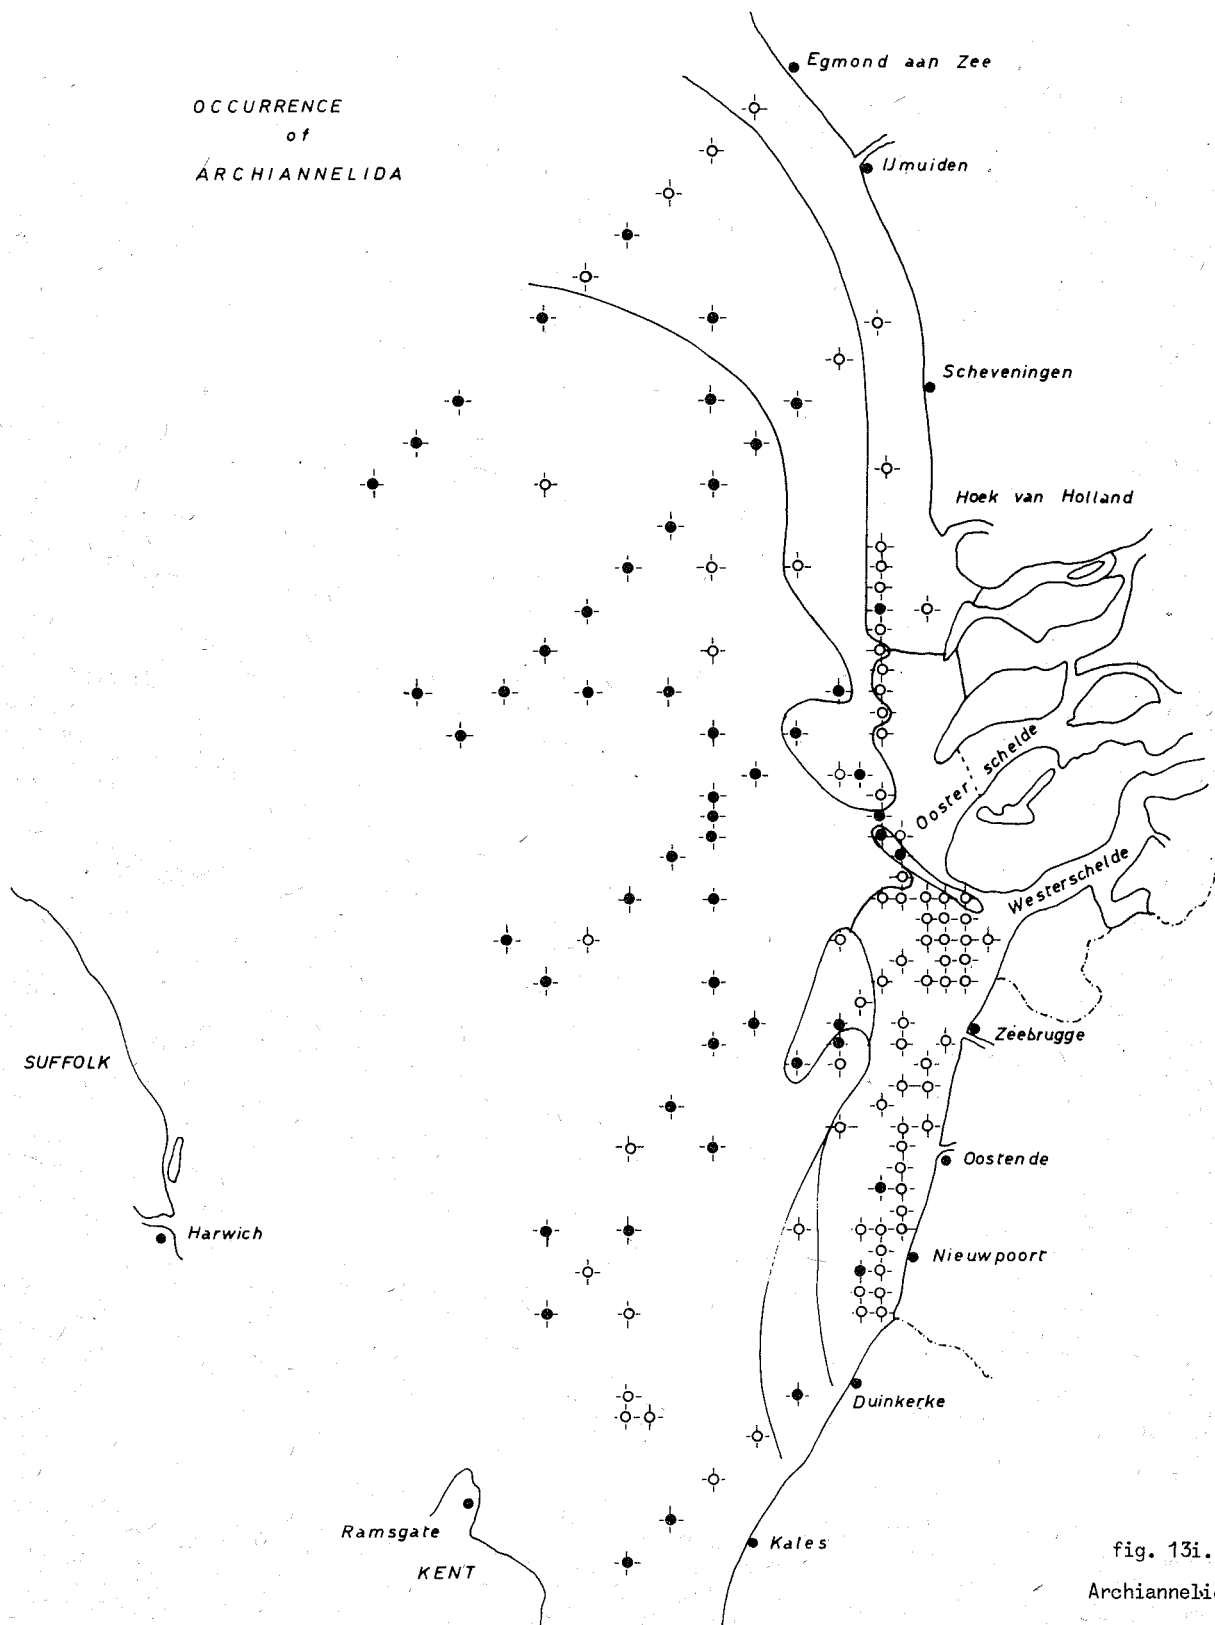 OCCURRENCE
of
ARCHIANNELIDA
Egmond aan Zee
IJmuiden
Scheveningen
Hoek van Holland
Ooster schelde
Westerschelde
Zeebrugge
SUFFOLK
Oostende
Harwich
Nieuwpoort
Duinkerke
Ramsgate
Kales
KENT
fig. 13i.